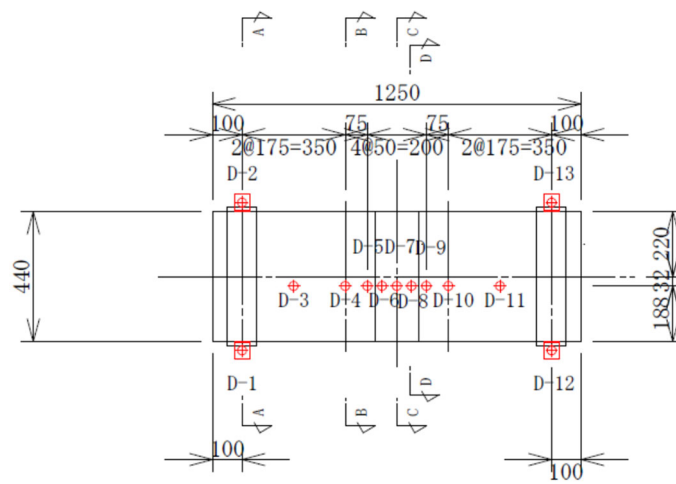 A B C
D
1250
100 75 75 100
2@175=350 4@50=200 2@175=350
D-2 D-13
D-5 D-7 D-9
D-3 D-4 D-6 D-8 D-10 D-11
440
220
32
188
D-1 D-12
D
A B C
100 100